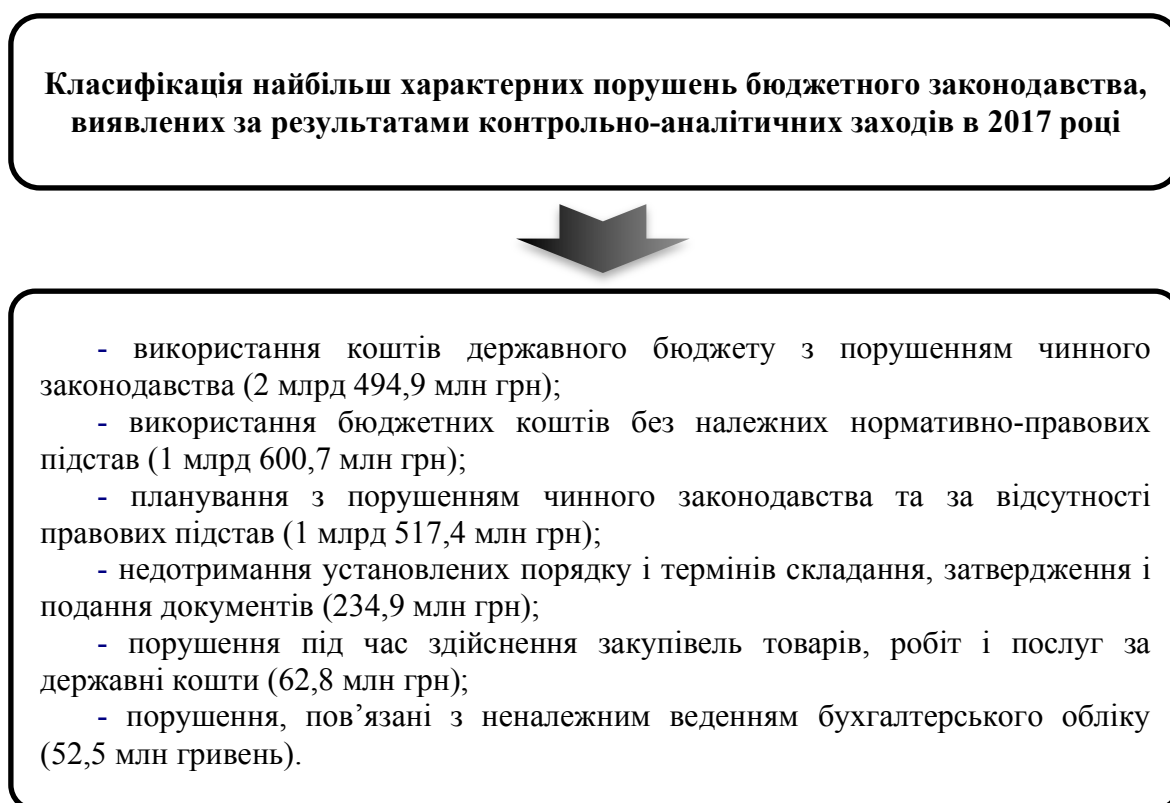 Класифікація найбільш характерних порушень бюджетного законодавства,
виявлених за результатами контрольно-аналітичних заходів в 2017 році
- використання коштів державного бюджету з порушенням чинного
законодавства (2 млрд 494,9 млн грн);
- використання бюджетних коштів без належних нормативно-правових
підстав (1 млрд 600,7 млн грн);
- планування з порушенням чинного законодавства та за відсутності
правових підстав (1 млрд 517,4 млн грн);
- недотримання установлених порядку і термінів складання, затвердження і
подання документів (234,9 млн грн);
- порушення під час здійснення закупівель товарів, робіт і послуг за
державні кошти (62,8 млн грн);
- порушення, пов’язані з неналежним веденням бухгалтерського обліку
(52,5 млн гривень).